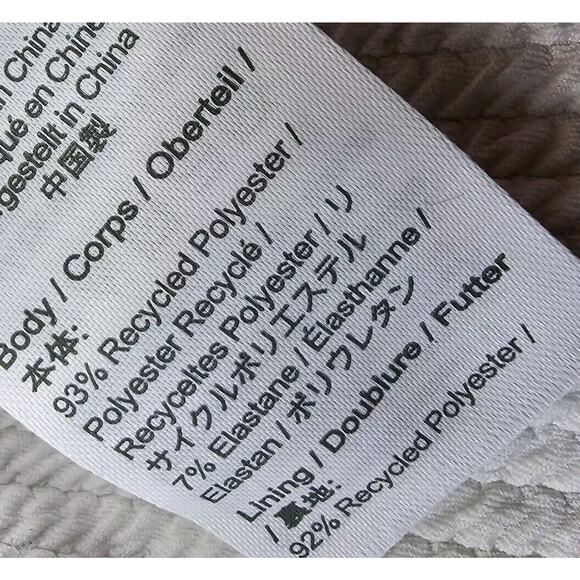 in China
qué en Chine
gestellt in China
中国製
Body / Corps / Oberteil /
本体:
93% Recycled Polyester /
Polyester Recyclé /
Recyceltes Polyester / リ
サイクルポリエステル
7% Elastane / Élasthanne /
Elastan / ポリウレタン
Lining / Doublure / Futter
/ 裏地:
92% Recycled Polyester /